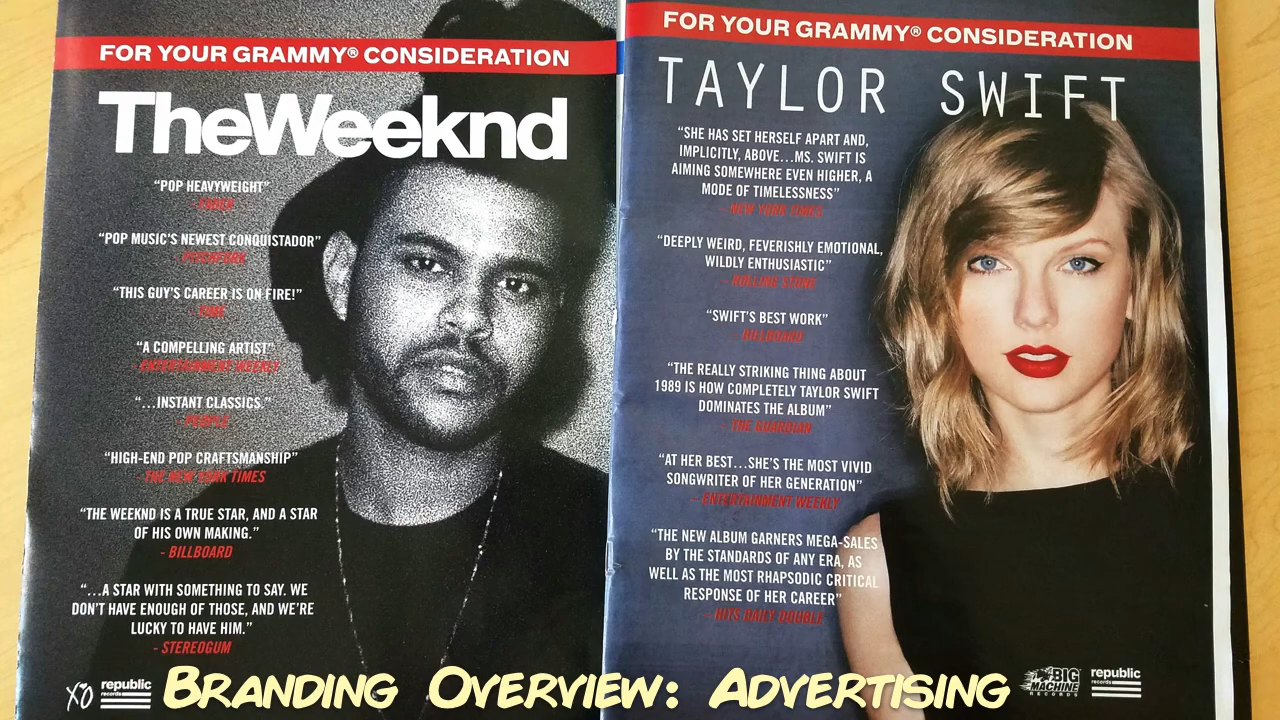 FOR YOUR GRAMMY® CONSIDERATION
TheWeeknd
“POP HEAVYWEIGHT”
“POP MUSIC’S NEWEST CONQUISTADOR”
- PITCHFORK
“THIS GUY’S CAREER IS ON FIRE!”
- TIME
“A COMPELLING ARTIST”
- ENTERTAINMENT WEEKLY
“...INSTANT CLASSICS.”
- PEOPLE
“HIGH-END POP CRAFTSMANSHIP”
- THE NEW YORK TIMES
“THE WEEKND IS A TRUE STAR, AND A STAR
OF HIS OWN MAKING.”
- BILLBOARD
“...A STAR WITH SOMETHING TO SAY. WE
DON’T HAVE ENOUGH OF THOSE, AND WE’RE
LUCKY TO HAVE HIM.”
- STEREOGUM
XO
republic
records
FOR YOUR GRAMMY® CONSIDERATION
TAYLOR SWIFT
“SHE HAS SET HERSELF APART AND,
IMPLICITLY, ABOVE...MS. SWIFT IS
AIMING SOMEWHERE EVEN HIGHER, A
MODE OF TIMELESSNESS”
- NEW YORK TIMES
“DEEPLY WEIRD, FEVERISHLY EMOTIONAL,
WILDLY ENTHUSIASTIC”
- ROLLING STONE
“SWIFT’S BEST WORK”
- BILLBOARD
“THE REALLY STRIKING THING ABOUT
1989 IS HOW COMPLETELY TAYLOR SWIFT
DOMINATES THE ALBUM”
- THE GUARDIAN
“AT HER BEST...SHE’S THE MOST VIVID
SONGWRITER OF HER GENERATION”
- ENTERTAINMENT WEEKLY
“THE NEW ALBUM GARNERS MEGA-SALES
BY THE STANDARDS OF ANY ERA, AS
WELL AS THE MOST RHAPSODIC CRITICAL
RESPONSE OF HER CAREER”
- HITS DAILY DOUBLE
BIG
MACHINE
RECORDS
republic
records
Branding Overview: Advertising